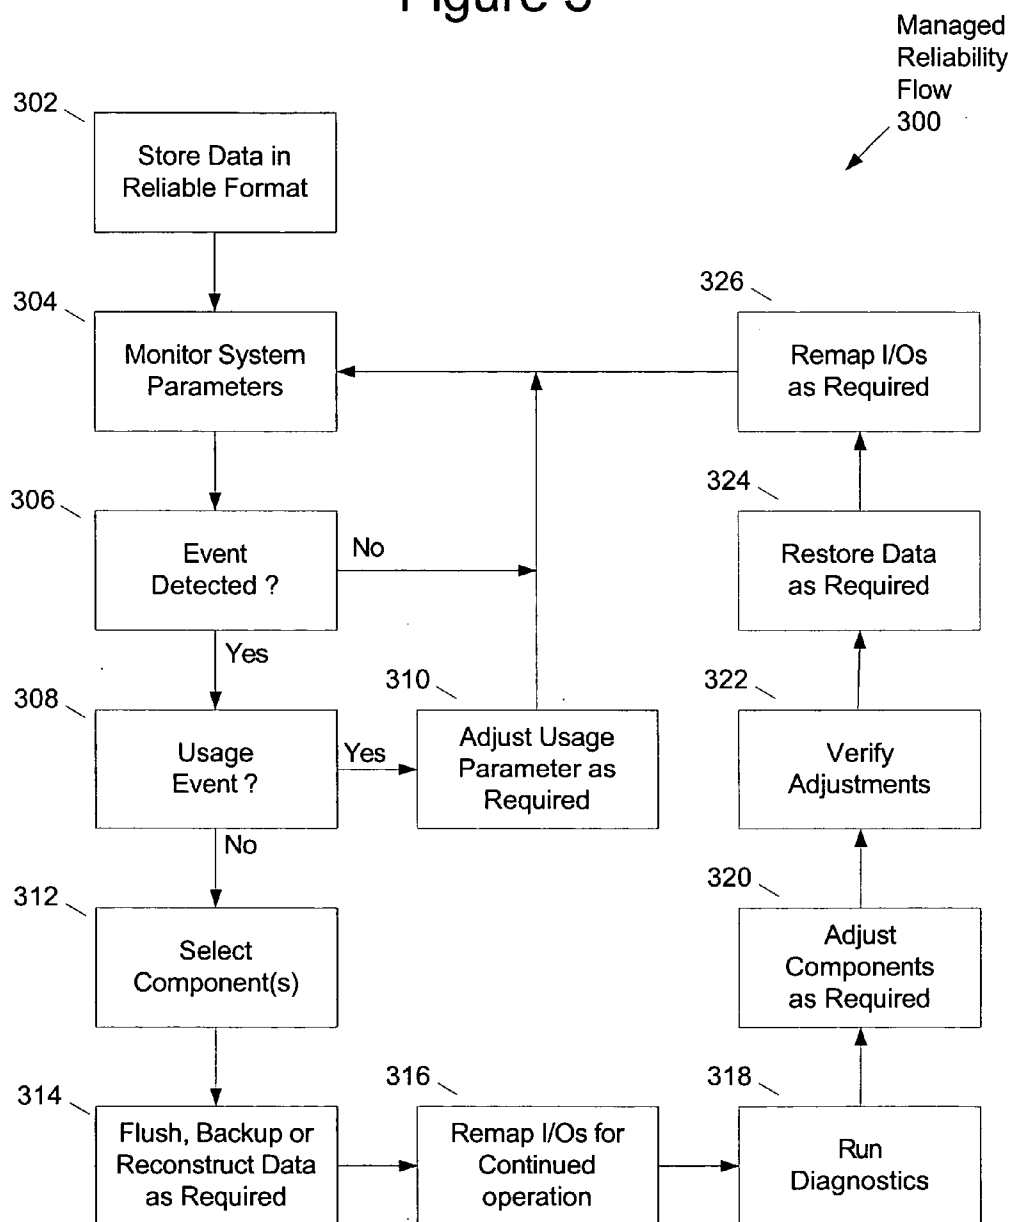 Figure 3
Managed
Reliability
Flow
300
302
Store Data in
Reliable Format
304
Monitor System
Parameters
326
Remap I/Os
as Required
306
Event
Detected ?
No
Yes
324
Restore Data
as Required
308
Usage
Event ?
Yes
No
310
Adjust Usage
Parameter as
Required
322
Verify
Adjustments
312
Select
Component(s)
320
Adjust
Components
as Required
314
Flush, Backup or
Reconstruct Data
as Required
316
Remap I/Os for
Continued
operation
318
Run
Diagnostics